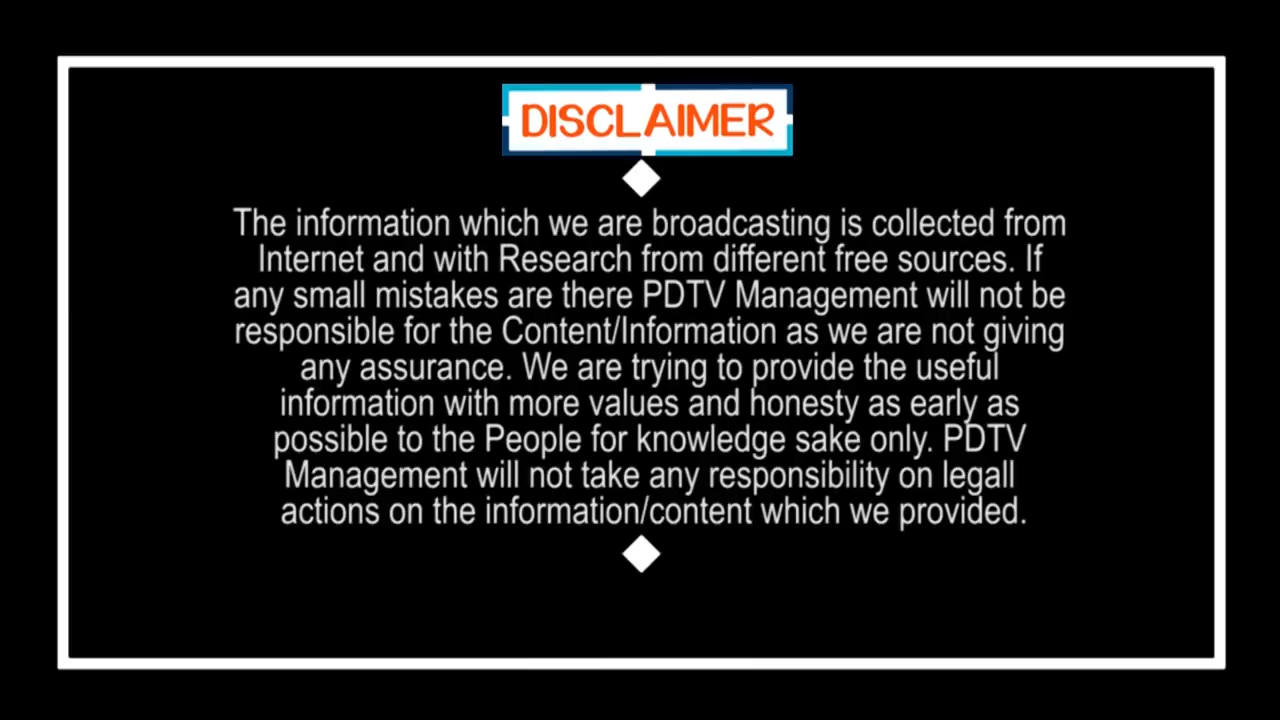 DISCLAIMER
The information which we are broadcasting is collected from
Internet and with Research from different free sources. If
any small mistakes are there PDTV Management will not be
responsible for the Content/Information as we are not giving
any assurance. We are trying to provide the useful
information with more values and honesty as early as
possible to the People for knowledge sake only. PDTV
Management will not take any responsibility on legall
actions on the information/content which we provided.